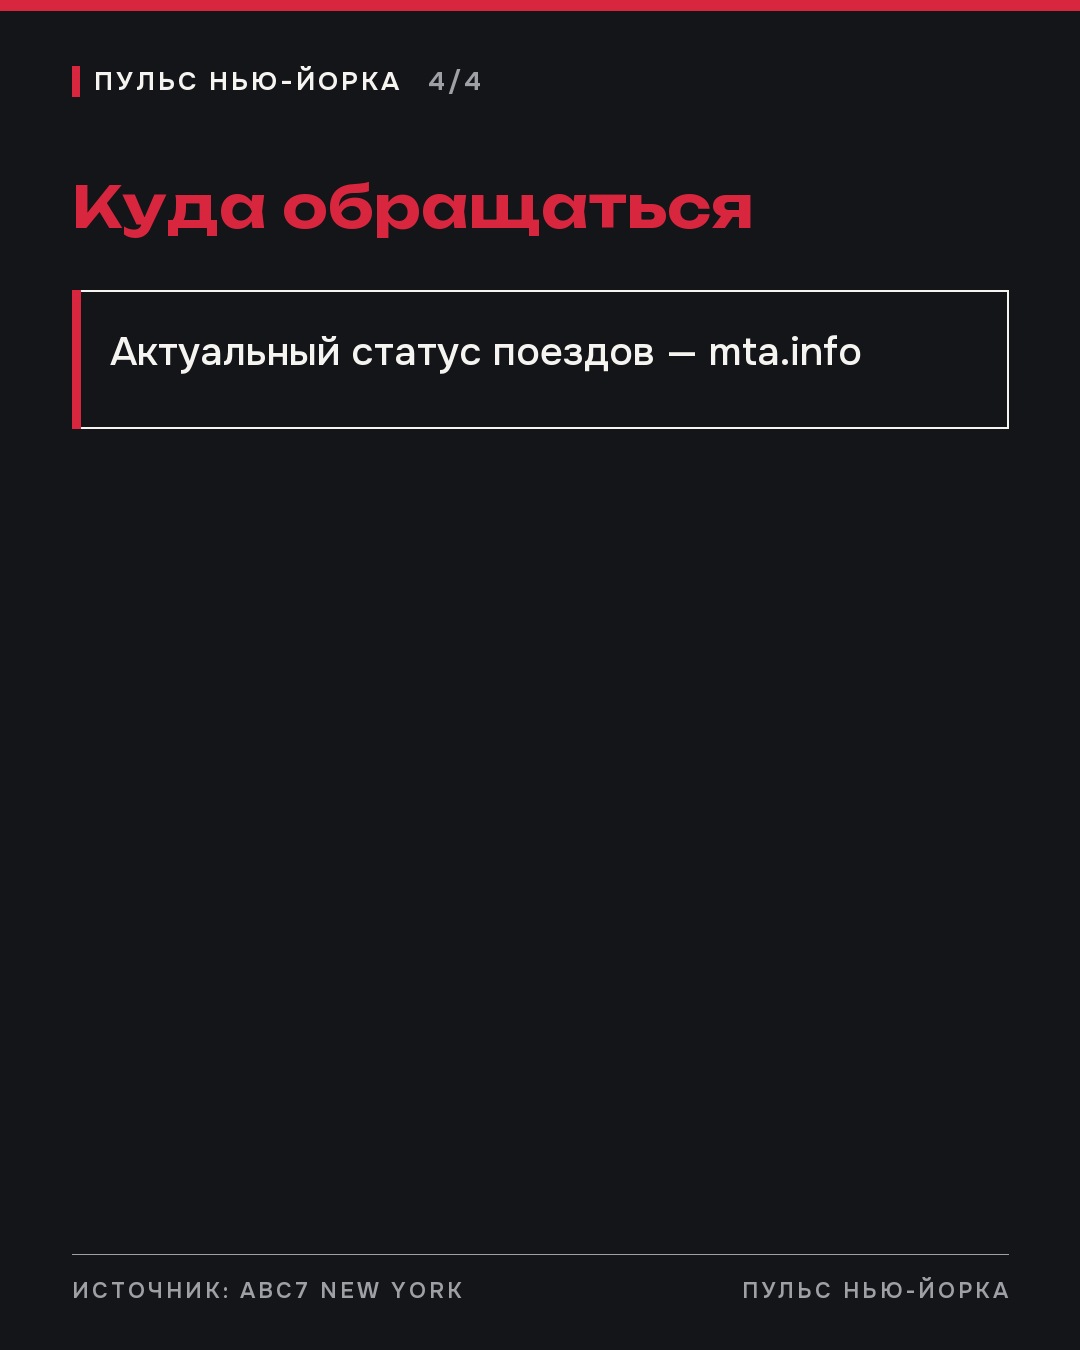 ПУЛЬС НЬЮ-ЙОРКА 4/4
Куда обращаться
Актуальный статус поездов — mta.info
ИСТОЧНИК: ABC7 NEW YORK
ПУЛЬС НЬЮ-ЙОРКА